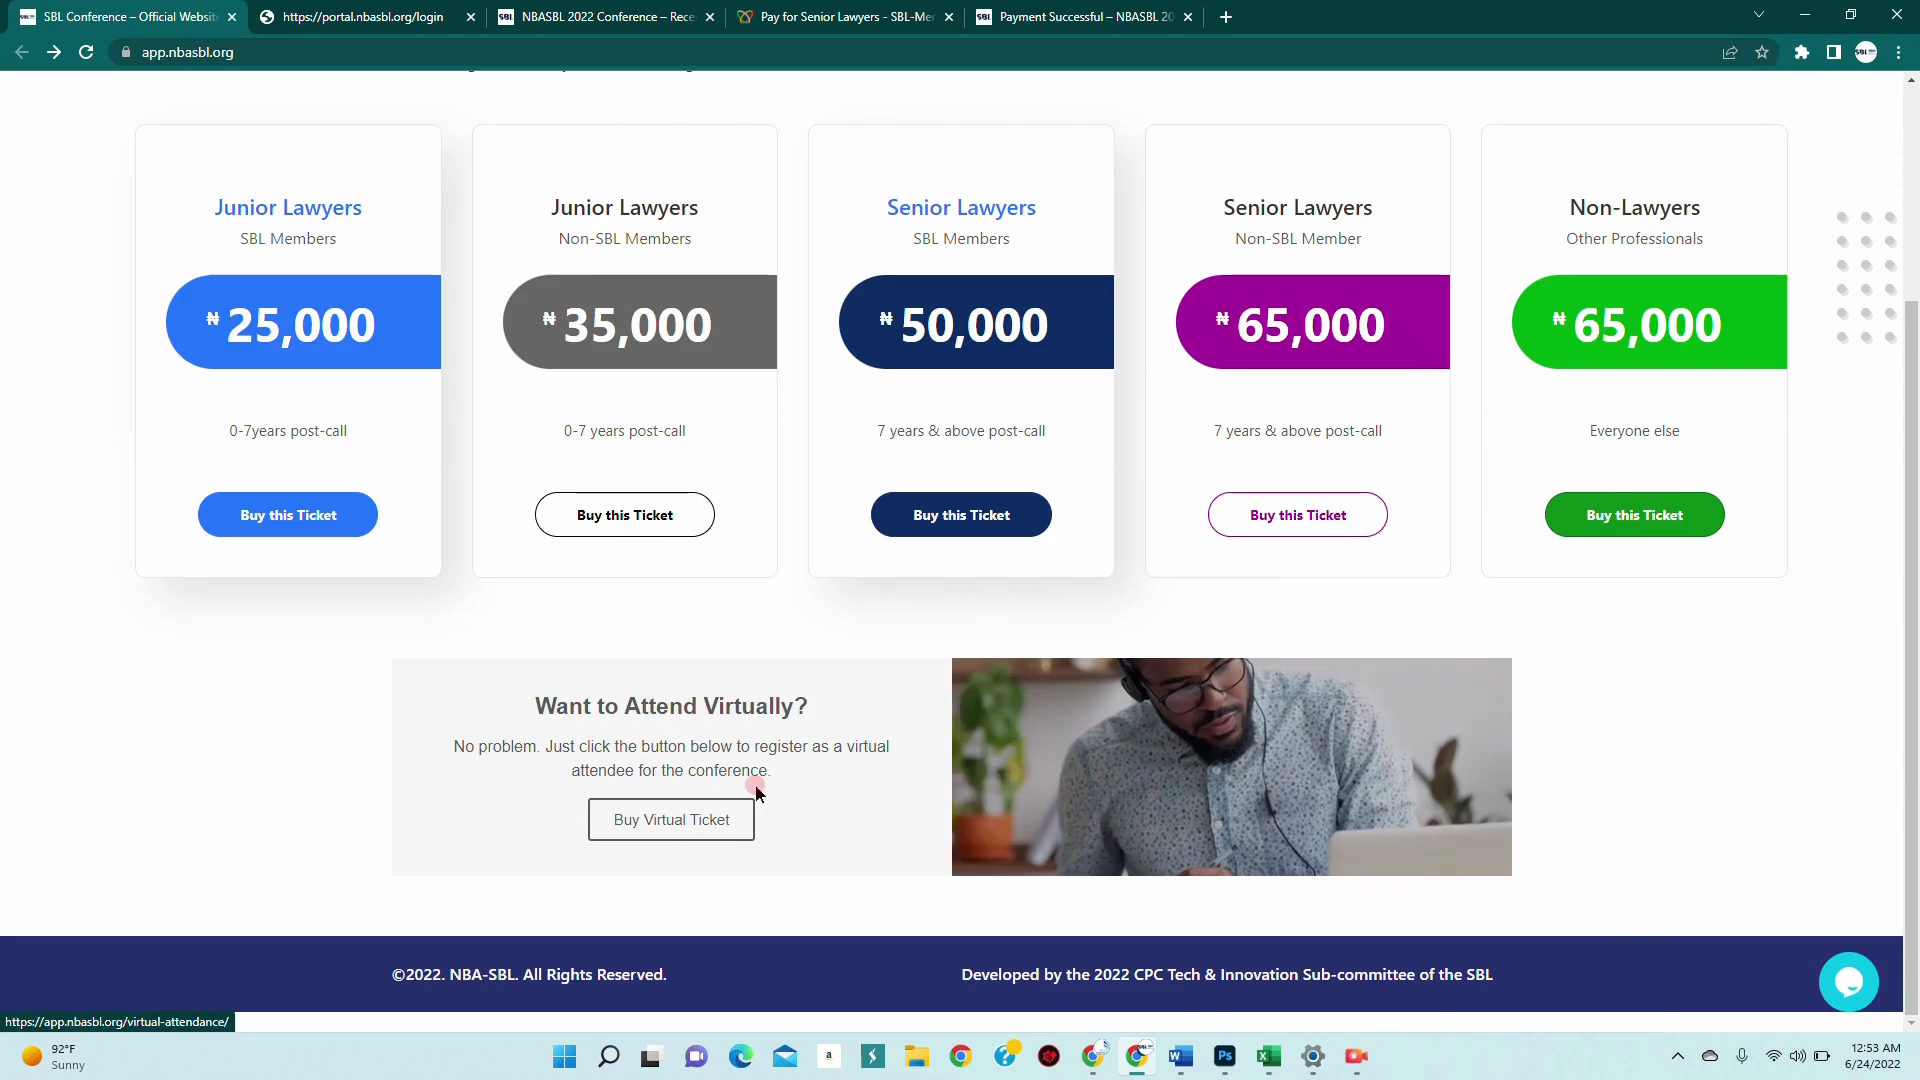 SBL Conference – Official Website
https://portal.nbasbl.org/login
NBASBL 2022 Conference – Rece
Pay for Senior Lawyers - SBL-Mer
Payment Successful – NBASBL 20
app.nbasbl.org
Junior Lawyers
SBL Members
₦ 25,000
0-7years post-call
Buy this Ticket
Junior Lawyers
Non-SBL Members
₦ 35,000
0-7 years post-call
Buy this Ticket
Senior Lawyers
SBL Members
₦ 50,000
7 years & above post-call
Buy this Ticket
Senior Lawyers
Non-SBL Member
₦ 65,000
7 years & above post-call
Buy this Ticket
Non-Lawyers
Other Professionals
₦ 65,000
Everyone else
Buy this Ticket
Want to Attend Virtually?
No problem. Just click the button below to register as a virtual
attendee for the conference.
Buy Virtual Ticket
©2022. NBA-SBL. All Rights Reserved.
Developed by the 2022 CPC Tech & Innovation Sub-committee of the SBL
https://app.nbasbl.org/virtual-attendance/
92°F
Sunny
12:53 AM
6/24/2022